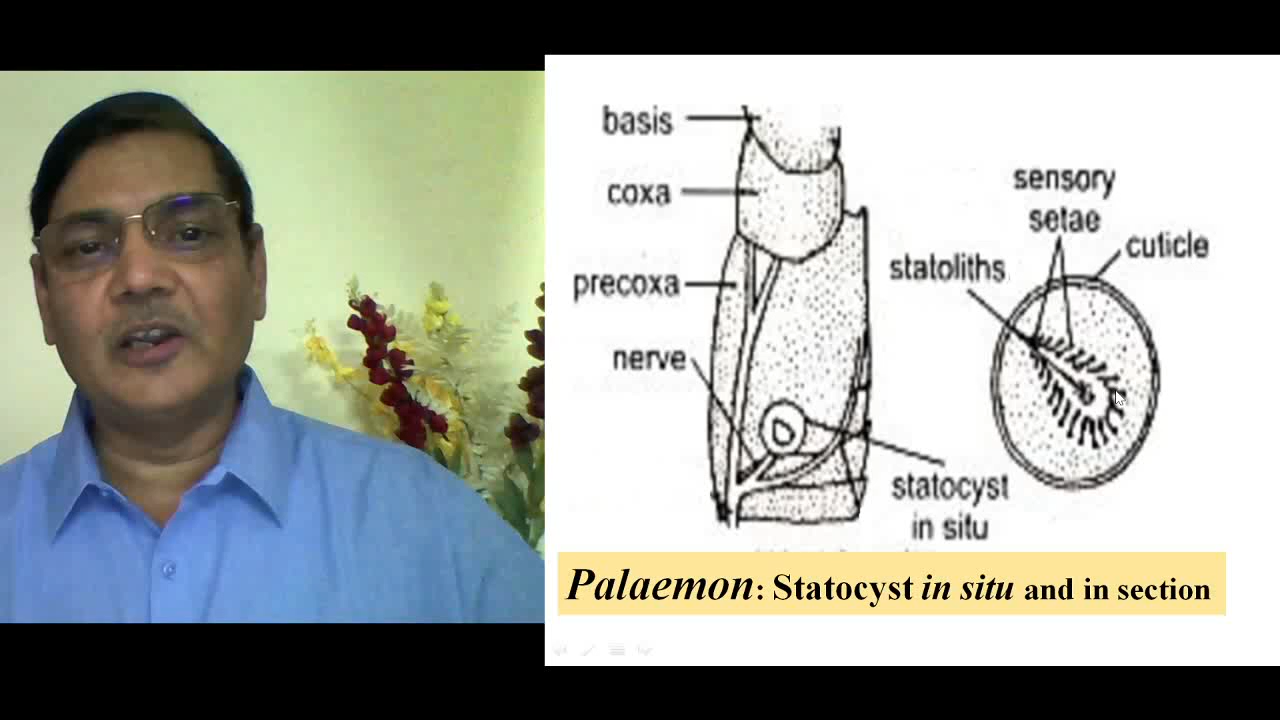 basis
coxa
precoxa
nerve
statocyst
in situ
sensory
setae
cuticle
statoliths
Palaemon: Statocyst in situ and in section